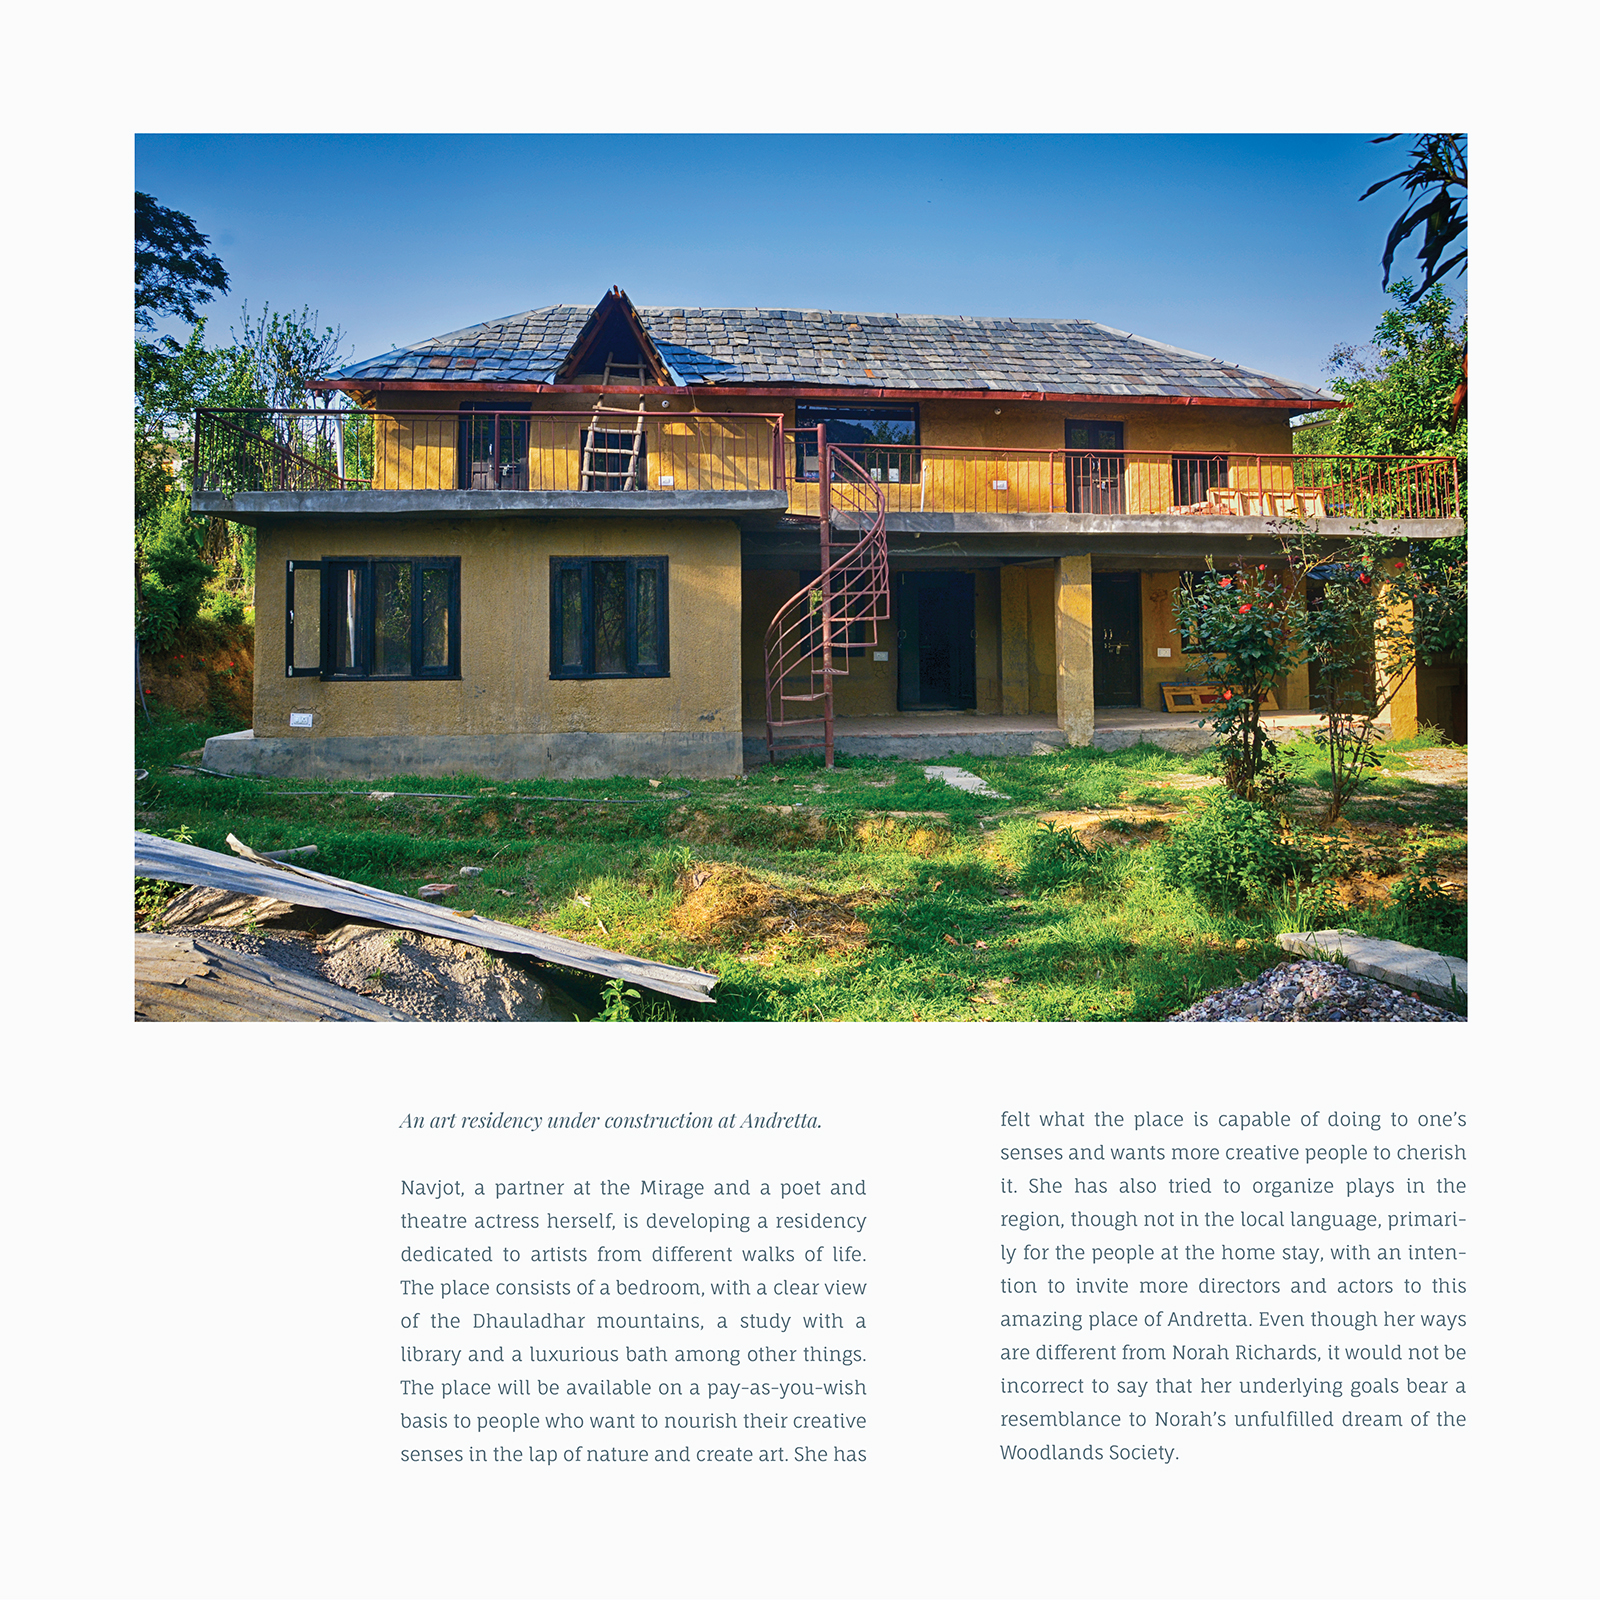 An art residency under construction at Andretta.
Navjot, a partner at the Mirage and a poet and
theatre actress herself, is developing a residency
dedicated to artists from different walks of life.
The place consists of a bedroom, with a clear view
of the Dhauladhar mountains, a study with a
library and a luxurious bath among other things.
The place will be available on a pay-as-you-wish
basis to people who want to nourish their creative
senses in the lap of nature and create art. She has
felt what the place is capable of doing to one’s
senses and wants more creative people to cherish
it. She has also tried to organize plays in the
region, though not in the local language, primari-
ly for the people at the home stay, with an inten-
tion to invite more directors and actors to this
amazing place of Andretta. Even though her ways
are different from Norah Richards, it would not be
incorrect to say that her underlying goals bear a
resemblance to Norah’s unfulfilled dream of the
Woodlands Society.